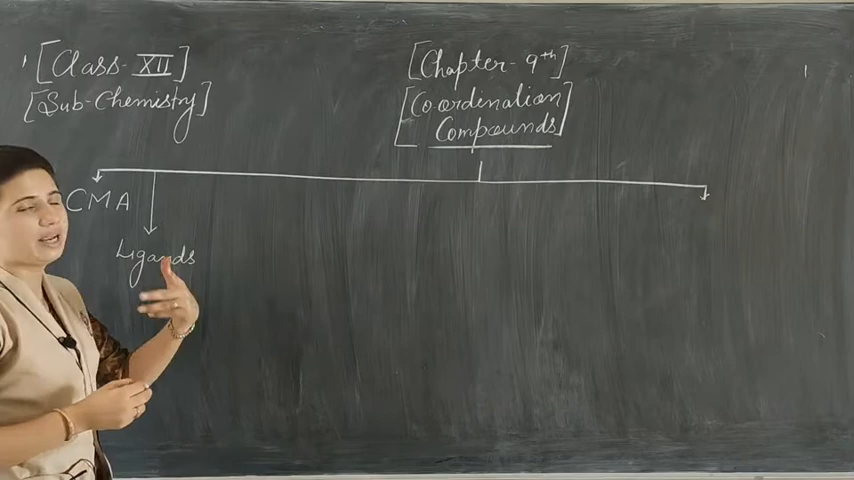 [Class-XII]
[Sub-Chemistry]
[Chapter-9th]
[Co-ordination
Compounds]
CMA
Ligands